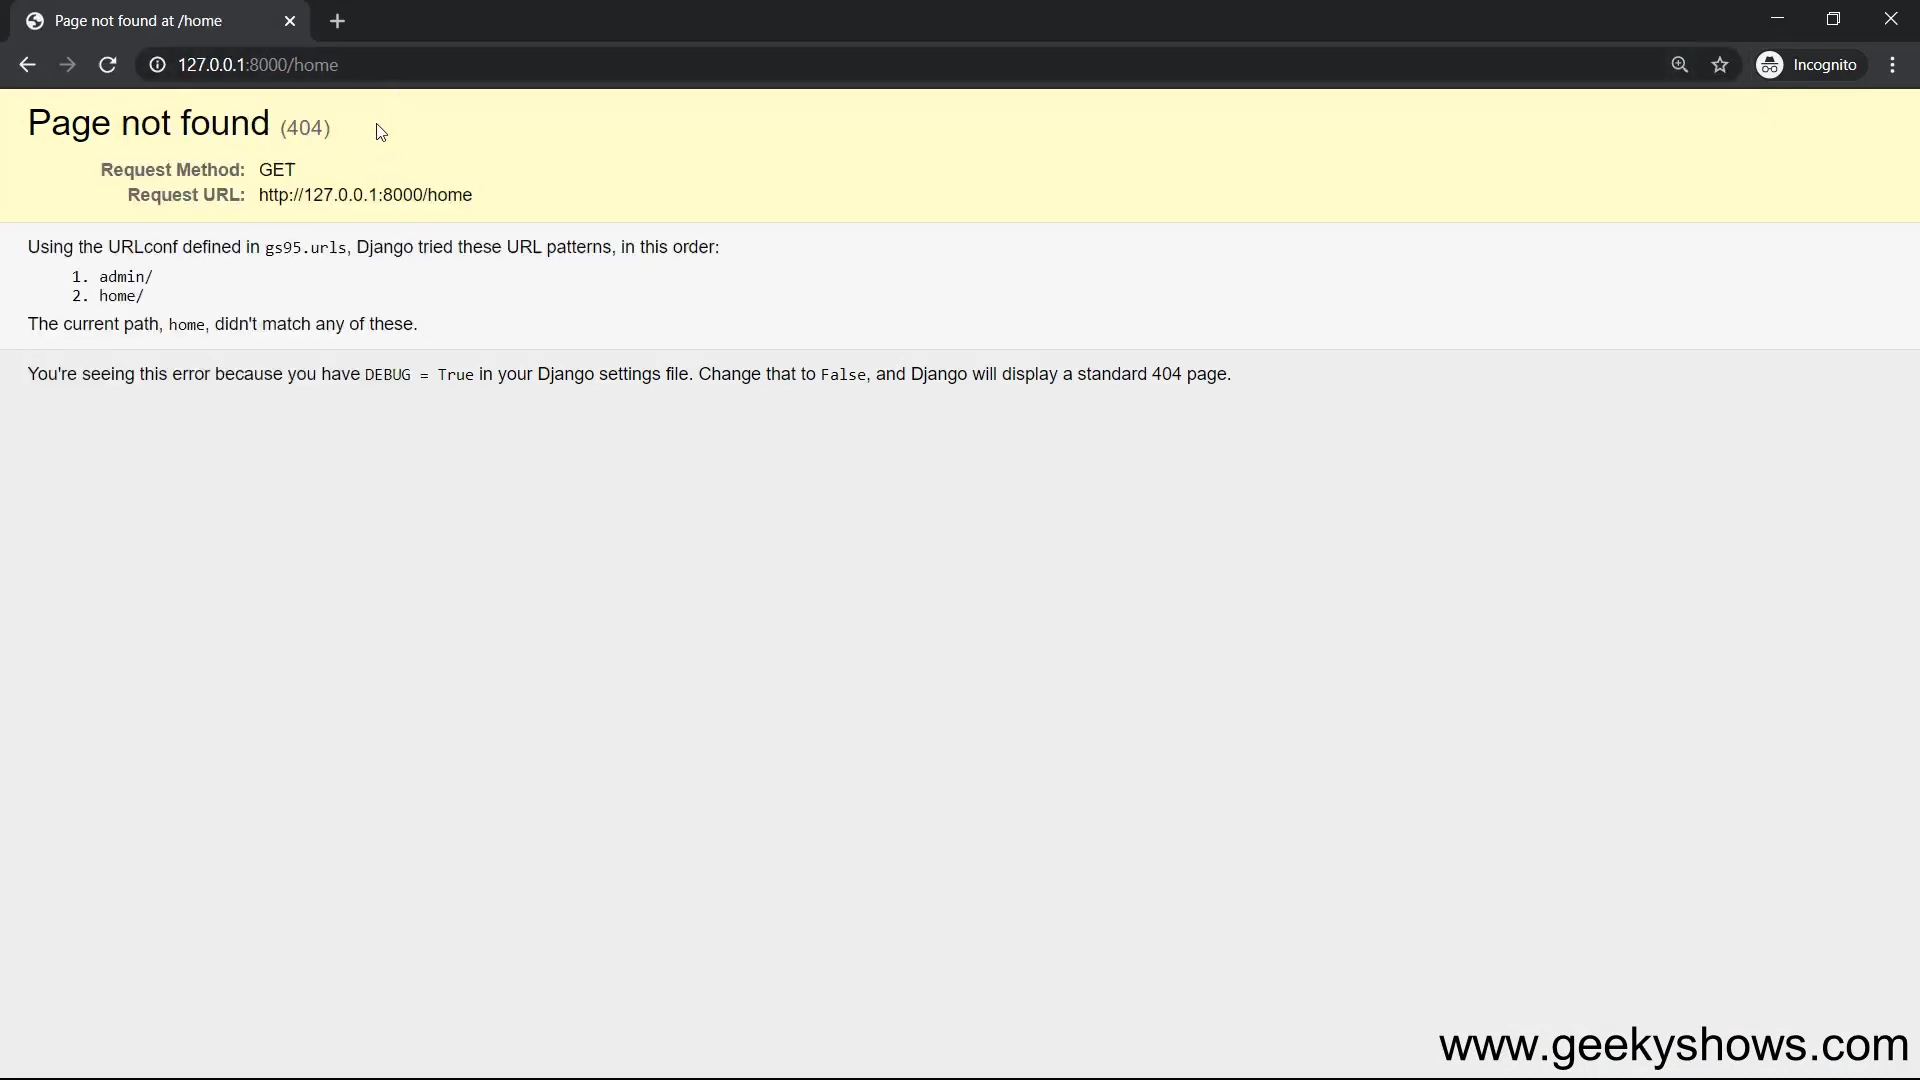 Page not found at /home
127.0.0.1:8000/home
Incognito
Page not found (404)
Request Method: GET
Request URL: http://127.0.0.1:8000/home
Using the URLconf defined in gs95.urls, Django tried these URL patterns, in this order:
1. admin/
2. home/
The current path, home, didn't match any of these.
You're seeing this error because you have DEBUG = True in your Django settings file. Change that to False, and Django will display a standard 404 page.
www.geekyshows.com